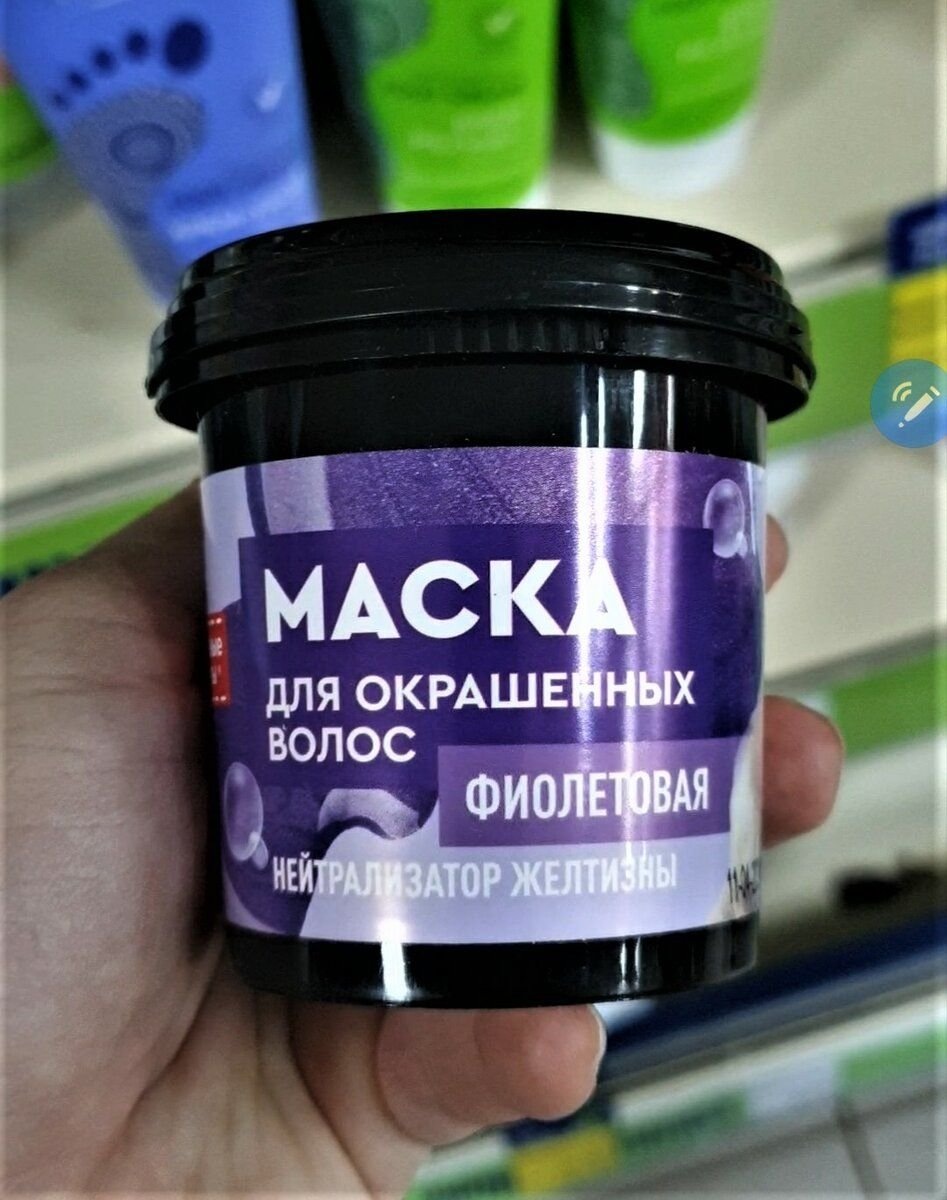 МАСКА
ДЛЯ ОКРАШЕННЫХ
ВОЛОС
ФИОЛЕТОВАЯ
НЕЙТРАЛИЗАТОР ЖЕЛТИЗНЫ